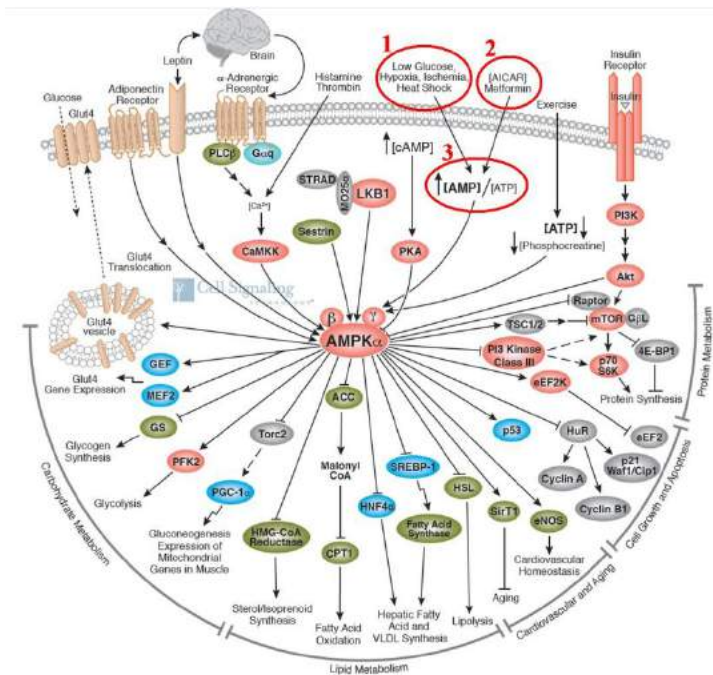 1
2
3
Brain
Leptin
Adiponectin
Receptor
α-Adrenergic
Receptor
Histamine
Thrombin
Low Glucose,
Hypoxia, Ischemia,
Heat Shock
[AICAR]
Metformin
Insulin
Receptor
Insulin
Glucose
Glut4
Exercise
PLCβ
Gαq
[cAMP]
STRAD
MO25α
LKB1
[AMP]/[ATP]
[Ca²⁺]
Sestrin
CaMKK
PKA
[ATP]
[Phosphocreatine]
PI3K
Akt
Glut4
Translocation
Cell Signaling
TECHNOLOGY
Glut4
vesicle
β
γ
AMPKα
Raptor
mTOR
GβL
TSC1/2
4E-BP1
PI3 Kinase
Class III
p70
S6K
Protein Synthesis
eEF2K
eEF2
Protein Metabolism
GEF
MEF2
Glut4
Gene Expression
GS
Glycogen
Synthesis
PFK2
Glycolysis
Torc2
PGC-1α
Gluconeogenesis
Expression of
Mitochondrial
Genes in Muscle
ACC
Malonyl
CoA
CPT1
Fatty Acid
Oxidation
HMG-CoA
Reductase
Sterol/Isoprenoid
Synthesis
SREBP-1
HNF4α
Fatty Acid
Synthase
Hepatic Fatty
Acid and
VLDL Synthesis
HSL
Lipolysis
SirT1
Aging
eNOS
Cardiovascular
Homeostasis
p53
HuR
Cyclin A
p21
Waf1/Cip1
Cyclin B1
Carbohydrate Metabolism
Lipid Metabolism
Cardiovascular and Aging
Cell Growth and Apoptosis